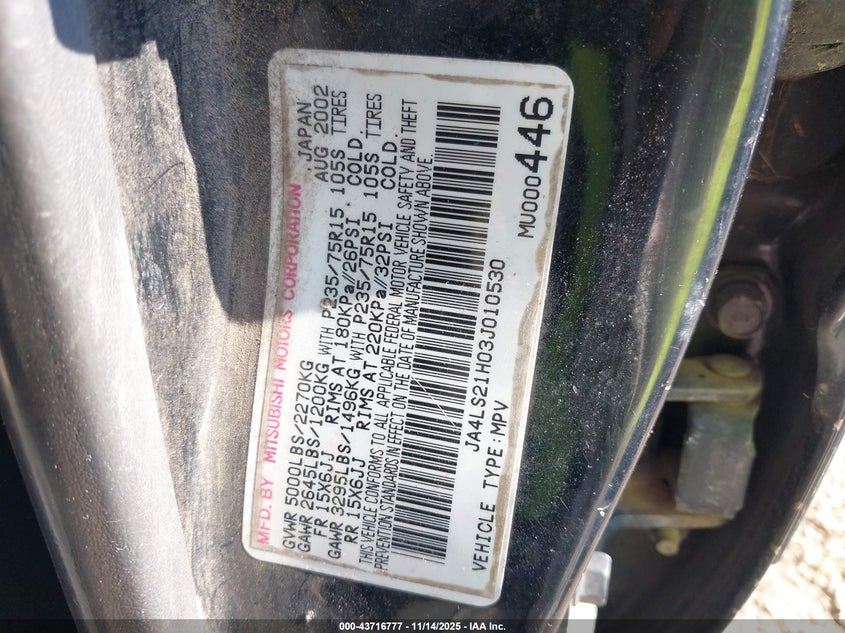 MFD. BY MITSUBISHI MOTORS CORPORATION, JAPAN
AUG 2002
GVWR 5000LBS/2270KG
GAWR 2645LBS/1200KG WITH P235/75R15 105S TIRES
FR 15X6JJ RIMS AT 180KPa//26PSI COLD.
GAWR 3295LBS/1496KG WITH P235/75R15 105S TIRES
RR 15X6JJ RIMS AT 220KPa//32PSI COLD
THIS VEHICLE CONFORMS TO ALL APPLICABLE FEDERAL MOTOR VEHICLE SAFETY AND THEFT
PREVENTION STANDARDS IN EFFECT ON THE DATE OF MANUFACTURE SHOWN ABOVE.
JA4LS21H03J010530
VEHICLE TYPE:MPV
MU000446
000-43716777 — 11/14/2025 — IAA Inc.